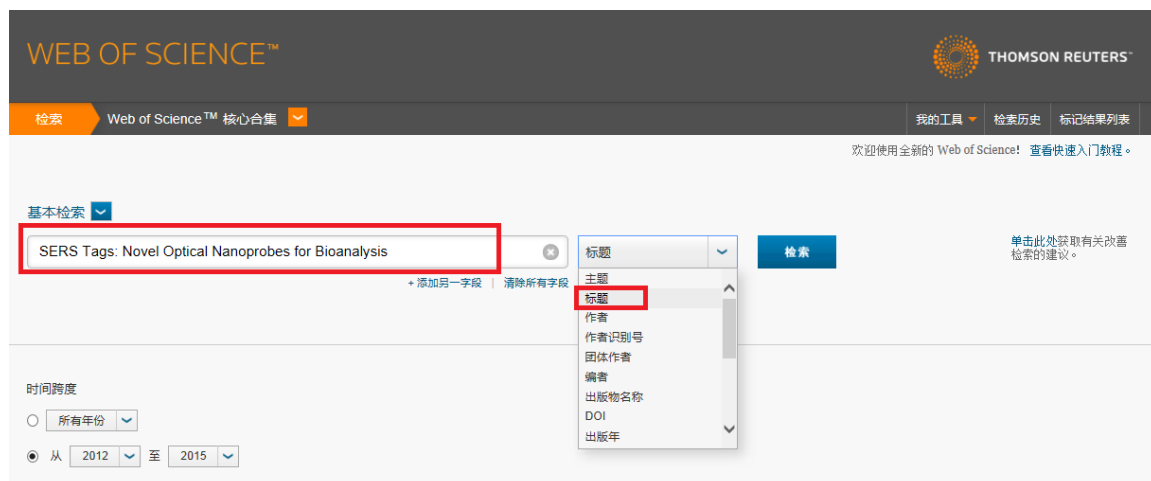 WEB OF SCIENCE™
THOMSON REUTERS™
检索 Web of Science™ 核心合集
我的工具 检索历史 标记结果列表
欢迎使用全新的 Web of Science! 查看快速入门教程。
基本检索
SERS Tags: Novel Optical Nanoprobes for Bioanalysis
标题
检索
单击此处获取有关改善
检索的建议。
+ 添加另一字段 | 清除所有字段
主题
标题
作者
作者识别号
团体作者
编者
出版物名称
DOI
出版年
时间跨度
所有年份
从 2012 至 2015